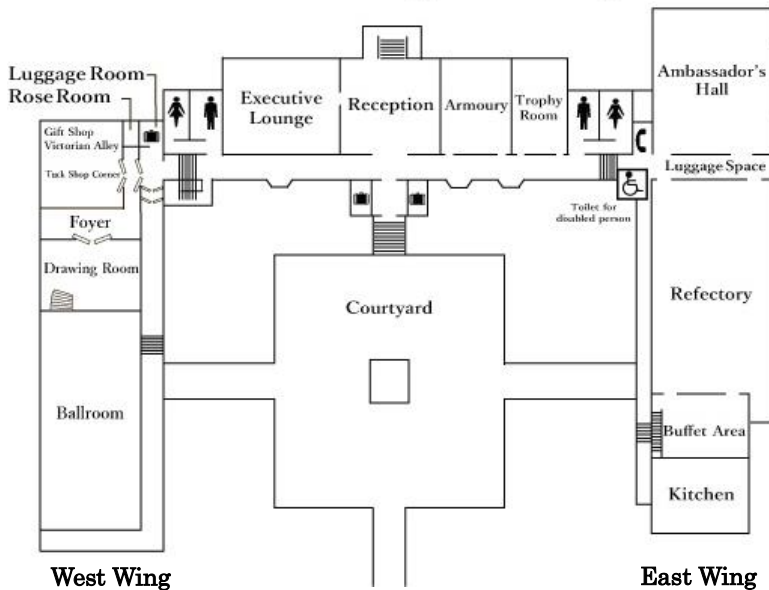 Luggage Room
Rose Room
Gift Shop
Victorian Alley
Tuck Shop Corner
Foyer
Drawing Room
Ballroom
West Wing
Executive
Lounge
Reception
Armoury
Trophy
Room
Courtyard
Ambassador's
Hall
Luggage Space
Toilet for
disabled person
Refectory
Buffet Area
Kitchen
East Wing